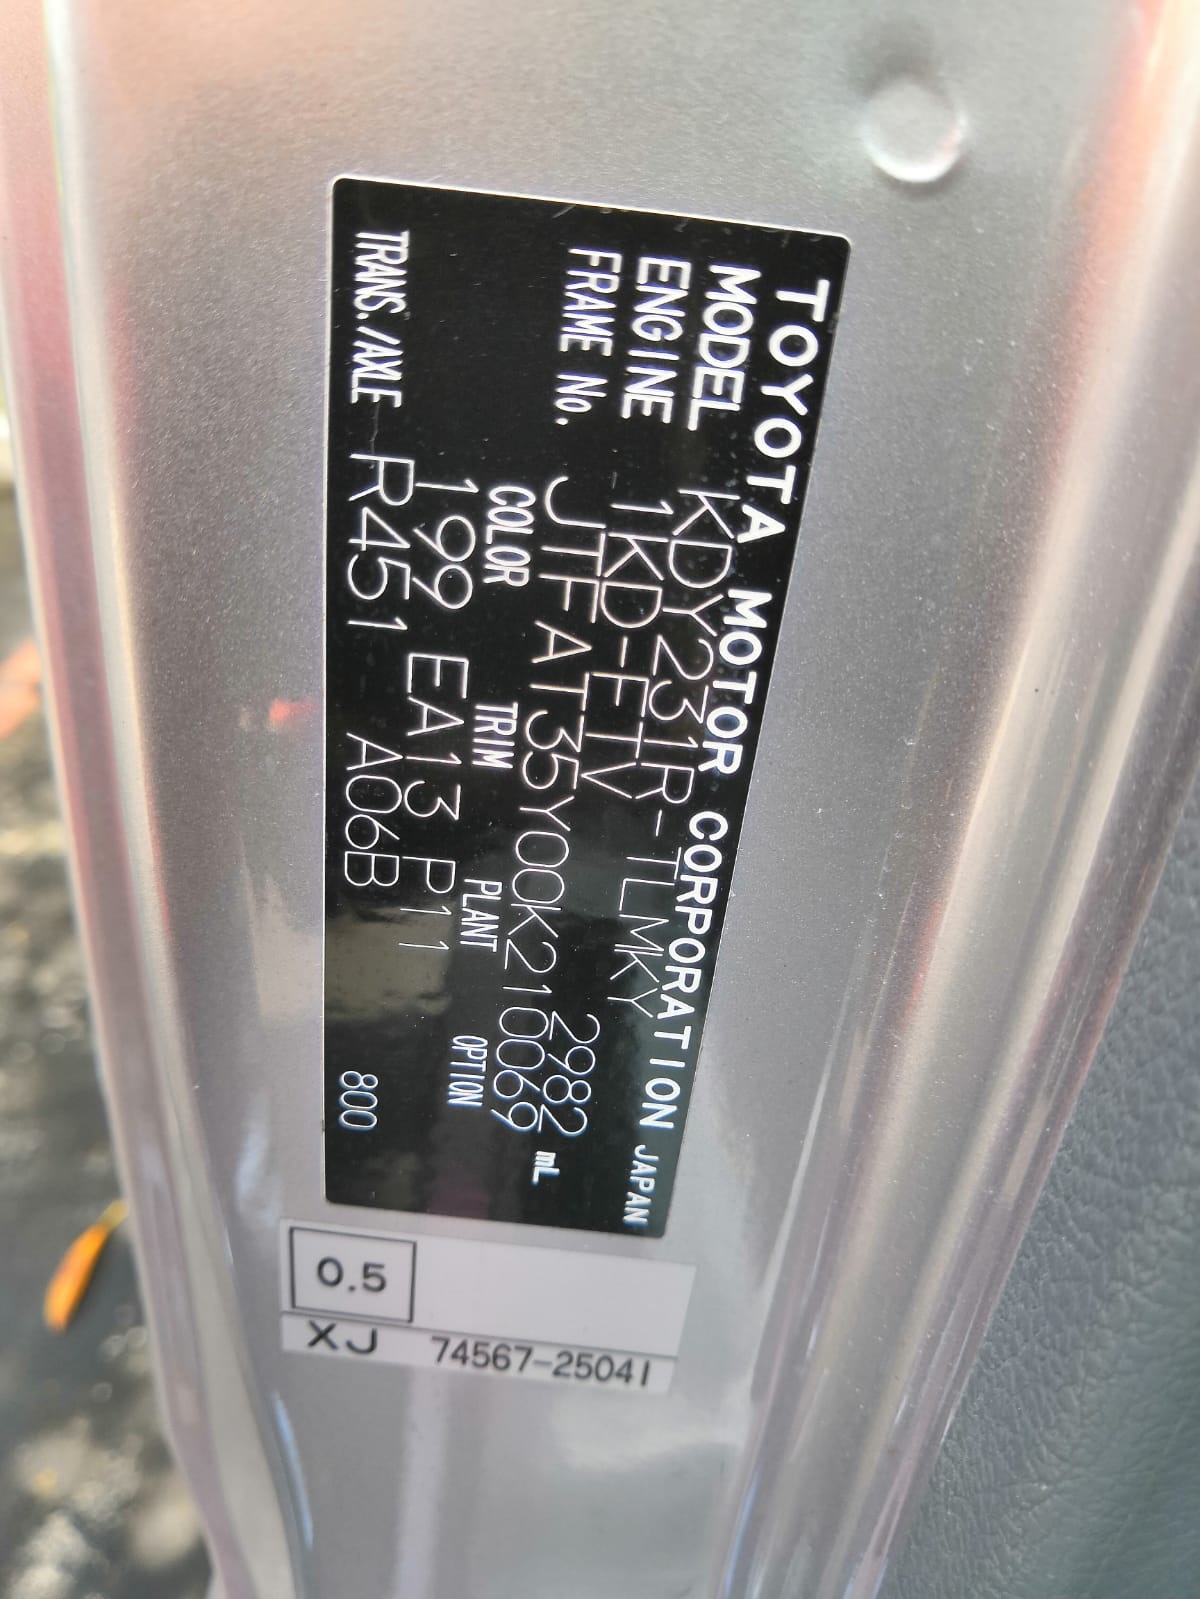 TOYOTA MOTOR CORPORATION JAPAN
MODEL KDY231R-TLMKY
ENGINE 1KD-FTV 2982 mL
FRAME No. JTFAT35Y00K210069
COLOR TRIM PLANT OPTION
199 EA13 P11
TRANS./AXLE R451 A06B 800
0.5
XJ 74567-25041